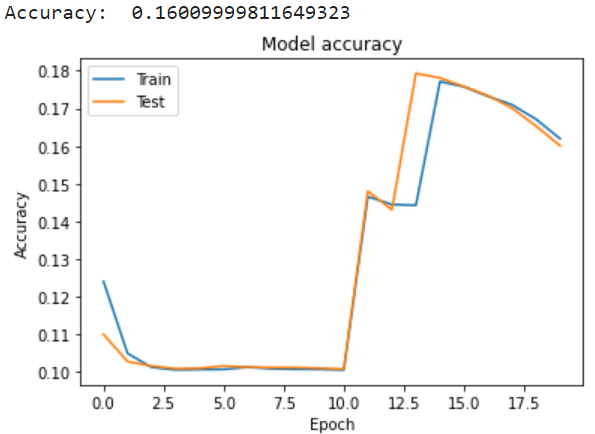 Accuracy:  0.16009999811649323
Model accuracy
Train
Test
Accuracy
0.18
0.17
0.16
0.15
0.14
0.13
0.12
0.11
0.10
0.0 2.5 5.0 7.5 10.0 12.5 15.0 17.5
Epoch